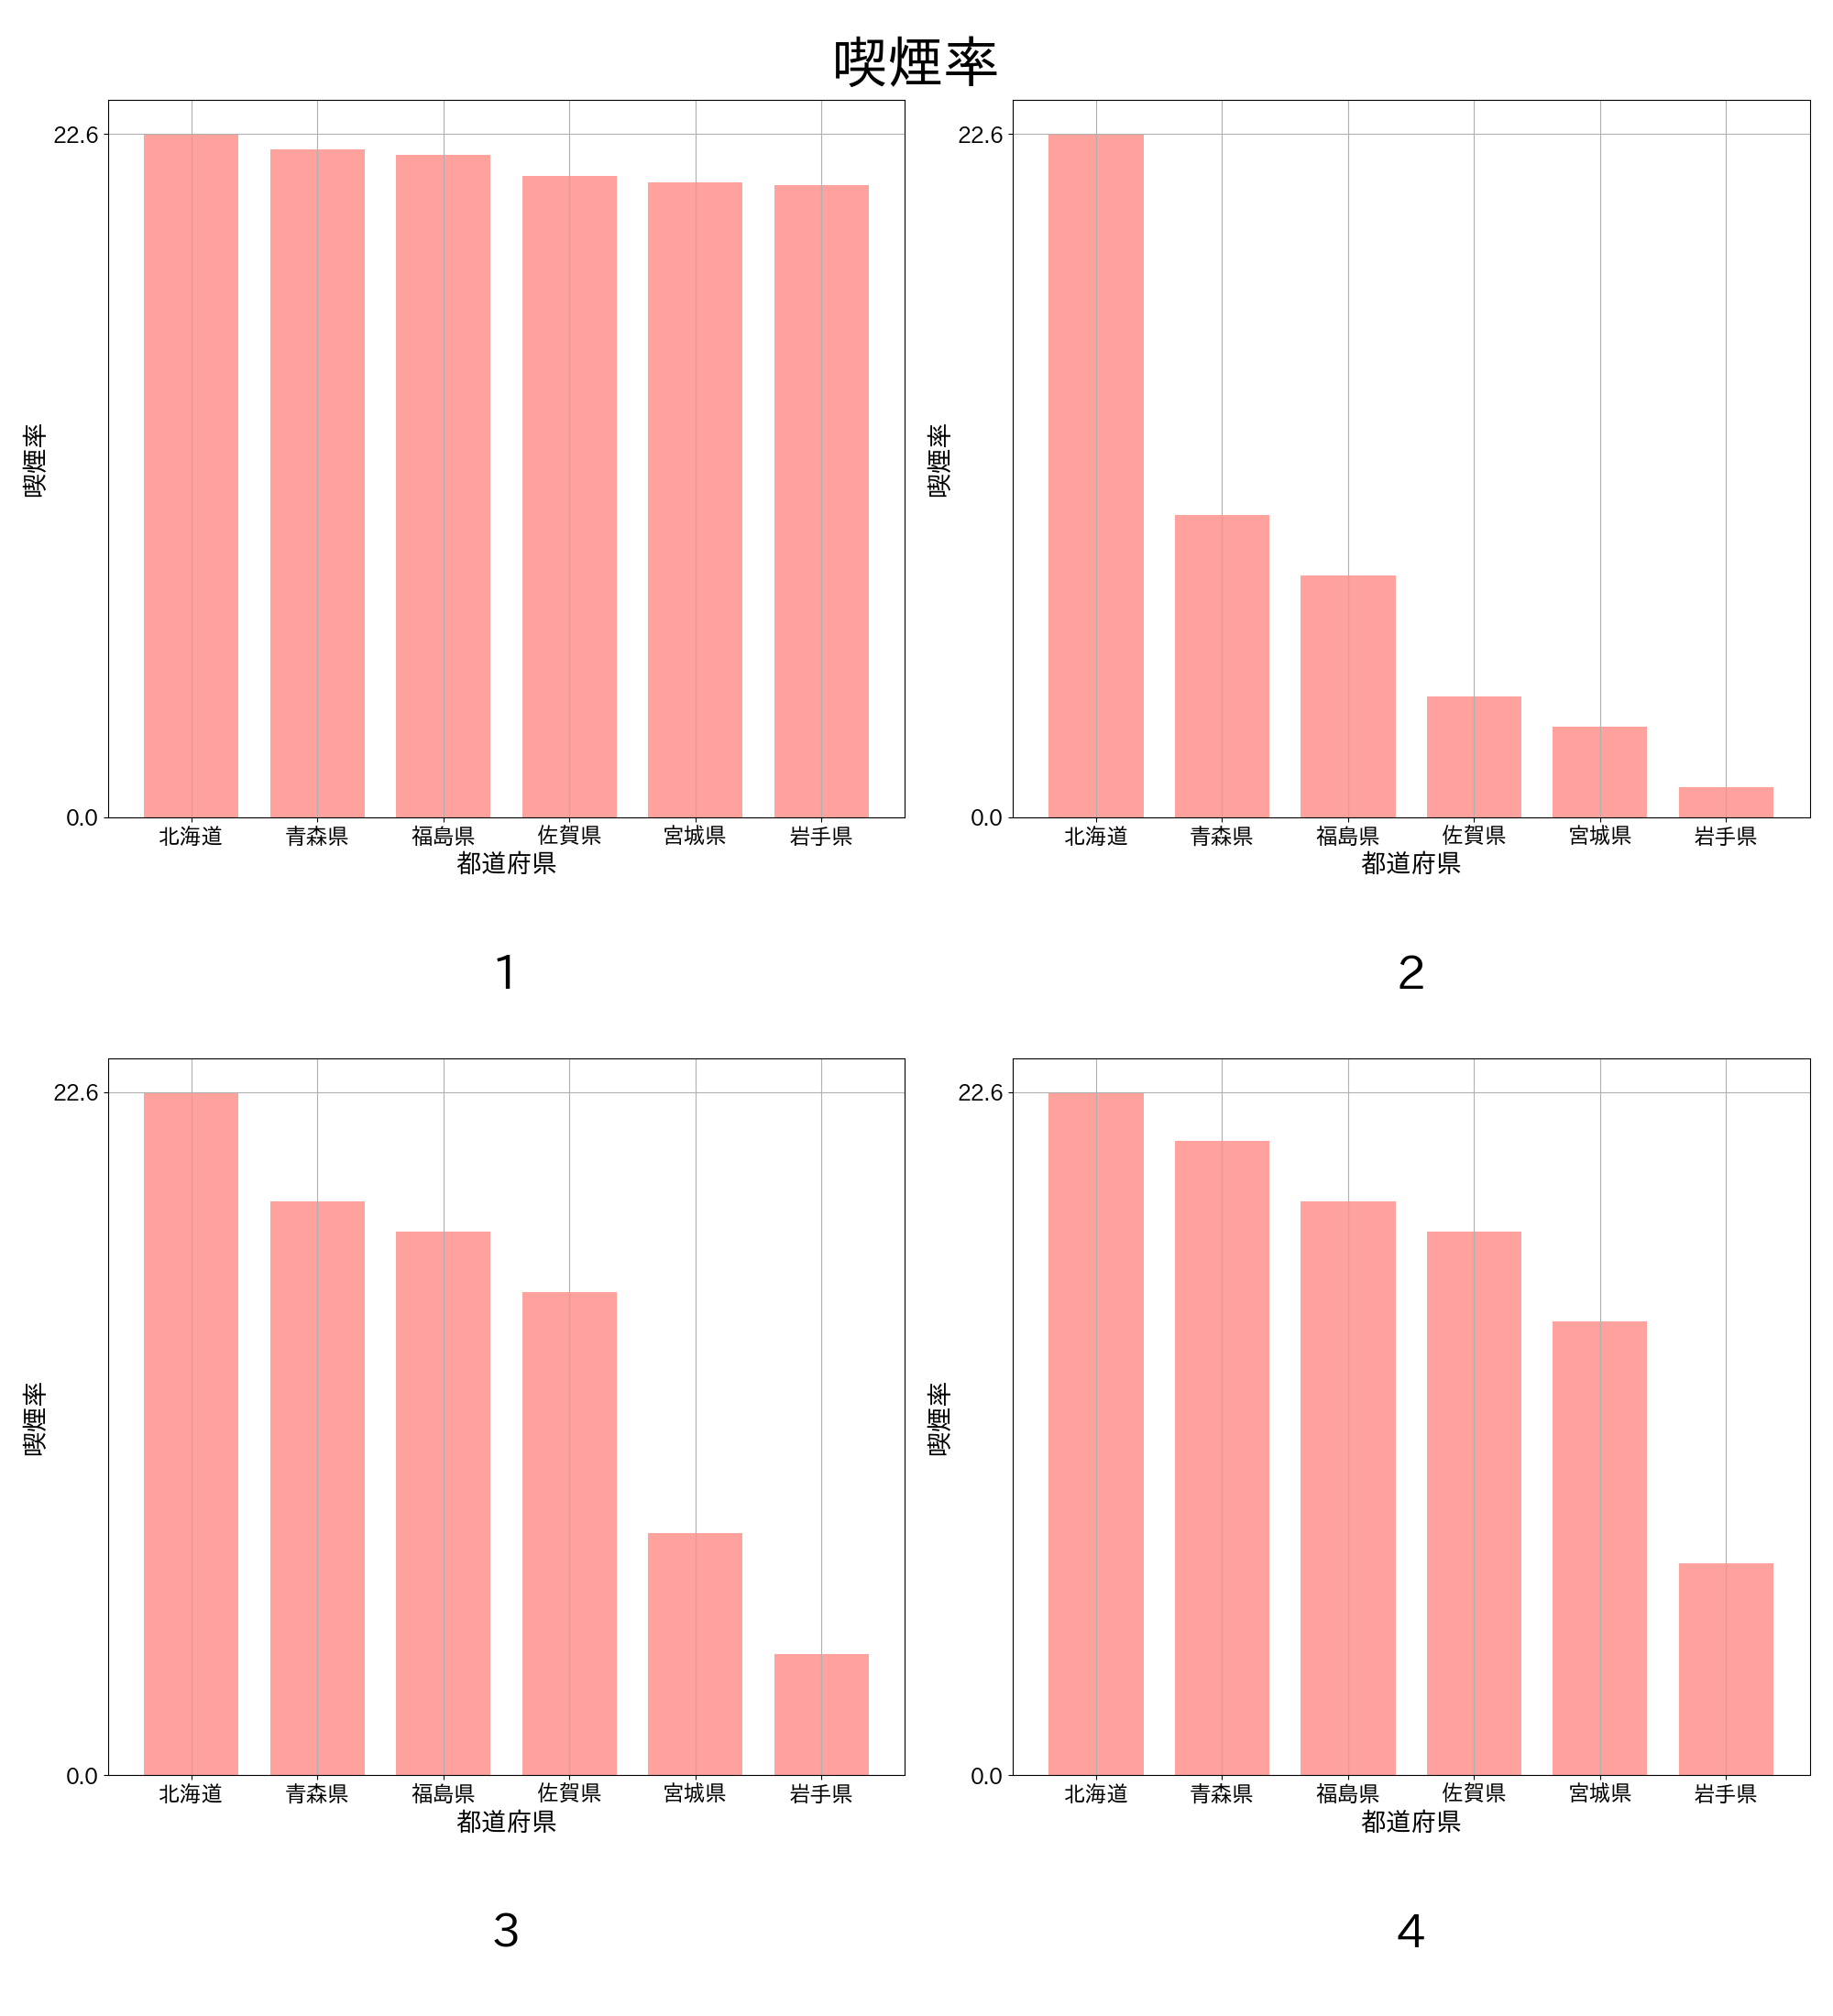 喫煙率
22.6
喫煙率
0.0
北海道 青森県 福島県 佐賀県 宮城県 岩手県
都道府県
1
22.6
喫煙率
0.0
北海道 青森県 福島県 佐賀県 宮城県 岩手県
都道府県
2
22.6
喫煙率
0.0
北海道 青森県 福島県 佐賀県 宮城県 岩手県
都道府県
3
22.6
喫煙率
0.0
北海道 青森県 福島県 佐賀県 宮城県 岩手県
都道府県
4